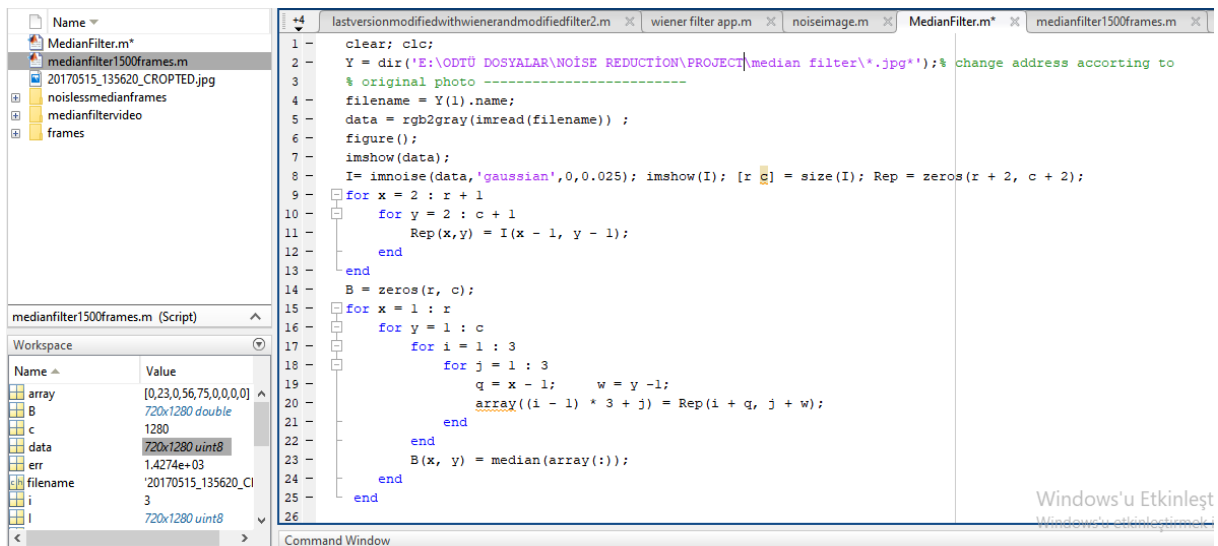 Name
MedianFilter.m*
medianfilter1500frames.m
20170515_135620_CROPTED.jpg
noislessmedianframes
medianfiltervideo
frames
medianfilter1500frames.m (Script)
Workspace
Name Value
array [0,23,0,56,75,0,0,0,0]
B 720x1280 double
c 1280
data 720x1280 uint8
err 1.4274e+03
filename '20170515_135620_C
i 3
I 720x1280 uint8
+4 lastversionmodifiedwithwienerandmodifiedfilter2.m wiener filter app.m noiseimage.m MedianFilter.m* medianfilter1500frames.m
1 - clear; clc;
2 - Y = dir('E:\ODTÜ DOSYALAR\NOİSE REDUCTİON\PROJECT\median filter\*.jpg*');% change address accorting to
3 % original photo -------------------------
4 - filename = Y(1).name;
5 - data = rgb2gray(imread(filename)) ;
6 - figure();
7 - imshow(data);
8 - I= imnoise(data,'gaussian',0,0.025); imshow(I); [r c] = size(I); Rep = zeros(r + 2, c + 2);
9 - for x = 2 : r + 1
10 - for y = 2 : c + 1
11 - Rep(x,y) = I(x - 1, y - 1);
12 - end
13 - end
14 - B = zeros(r, c);
15 - for x = 1 : r
16 - for y = 1 : c
17 - for i = 1 : 3
18 - for j = 1 : 3
19 - q = x - 1; w = y -1;
20 - array((i - 1) * 3 + j) = Rep(i + q, j + w);
21 - end
22 - end
23 - B(x, y) = median(array(:));
24 - end
25 - end
26
Windows'u Etkinleşt
Windows'u etkinleştirmek i
Command Window